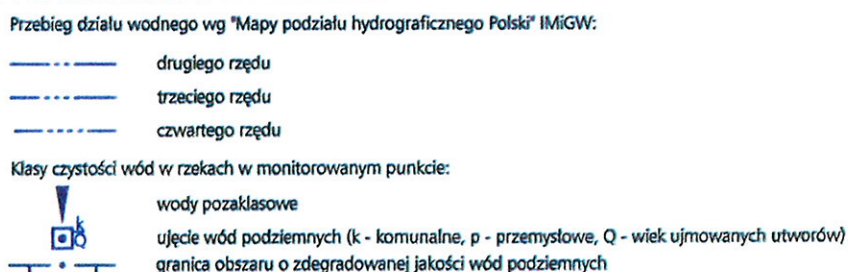 Przebieg działu wodnego wg "Mapy podziału hydrograficznego Polski" IMiGW:
drugiego rzędu
trzeciego rzędu
czwartego rzędu
Klasy czystości wód w rzekach w monitorowanym punkcie:
wody pozaklasowe
k
Q
ujęcie wód podziemnych (k - komunalne, p - przemysłowe, Q - wiek ujmowanych utworów)
granica obszaru o zdegradowanej jakości wód podziemnych